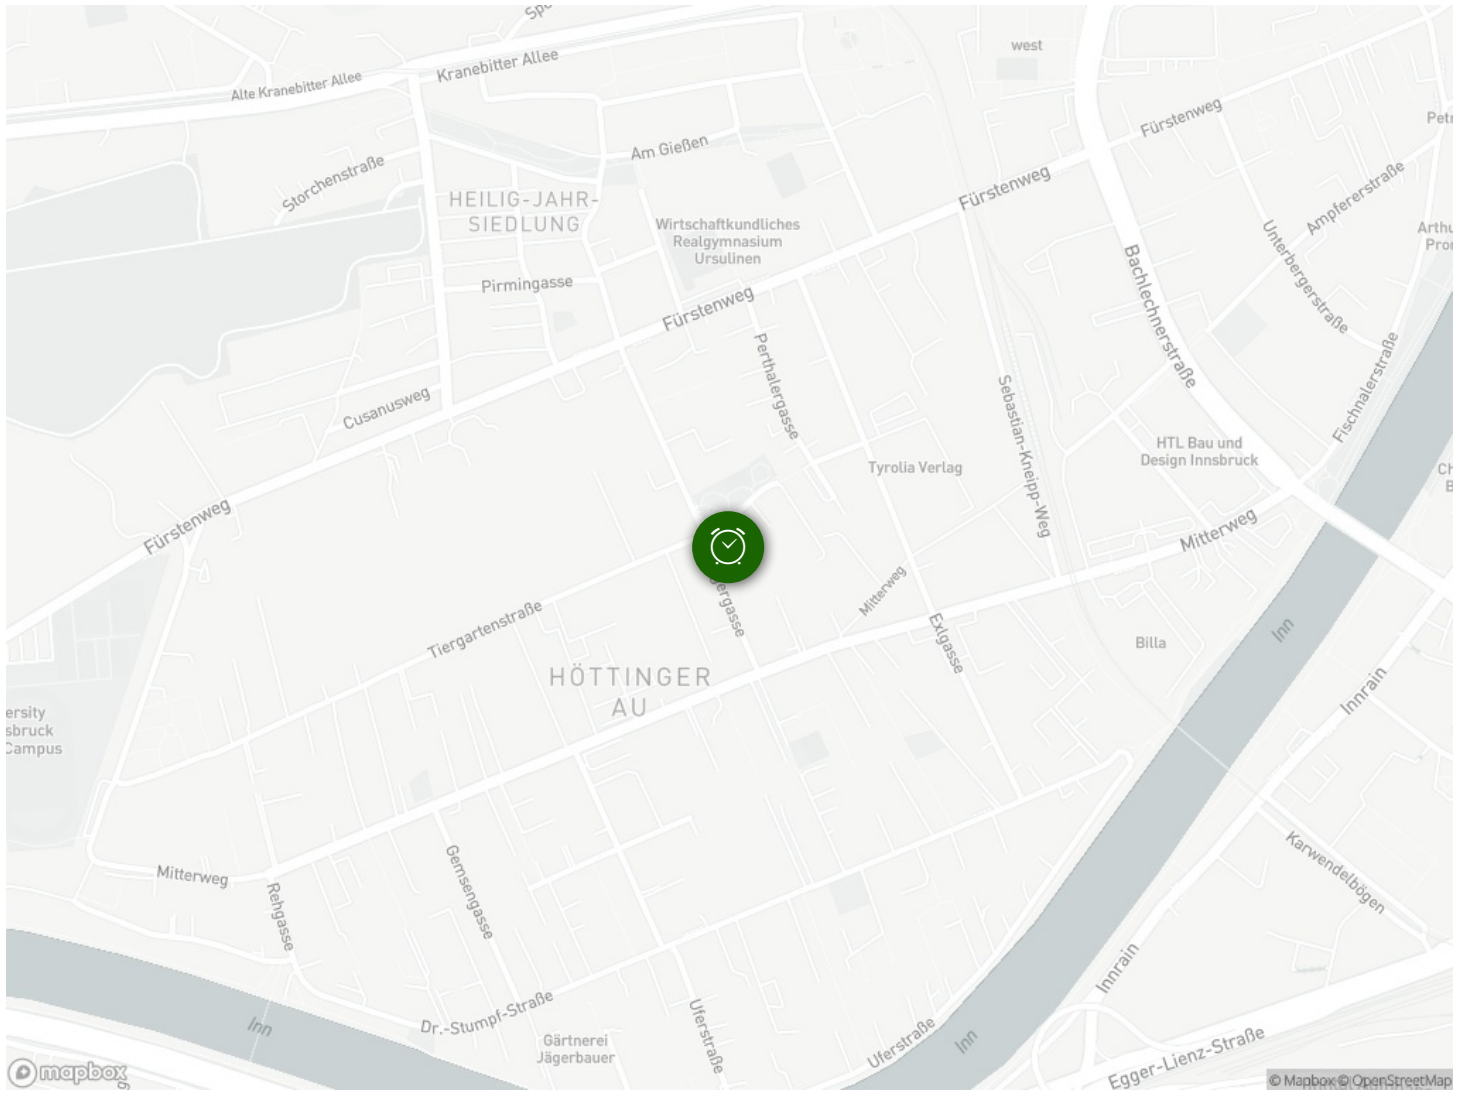 Alte Kranebitter Allee
Kranebitter Allee
west
Fürstenweg
Am Gießen
Storchenstraße
HEILIG-JAHR-
SIEDLUNG
Wirtschaftkundliches
Realgymnasium
Ursulinen
Fürstenweg
Ampfererstraße
Unterbergerstraße
Pirmingasse
Fürstenweg
Bachlechnerstraße
Perthalergasse
Fischnalerstraße
Cusanusweg
Sebastian-Kneipp-Weg
Tyrolia Verlag
HTL Bau und
Design Innsbruck
Fürstenweg
Mitterweg
Mitterweg
Tiergartenstraße
Exlgasse
Inn
Billa
HÖTTINGER
AU
Innrain
Campus
Mitterweg
Gemsengasse
Rehgasse
Karwendelbögen
Innrain
Dr.-Stumpf-Straße
Inn
Gärtnerei
Jägerbauer
Uferstraße
Uferstraße
Inn
Egger-Lienz-Straße
mapbox
© Mapbox © OpenStreetMap